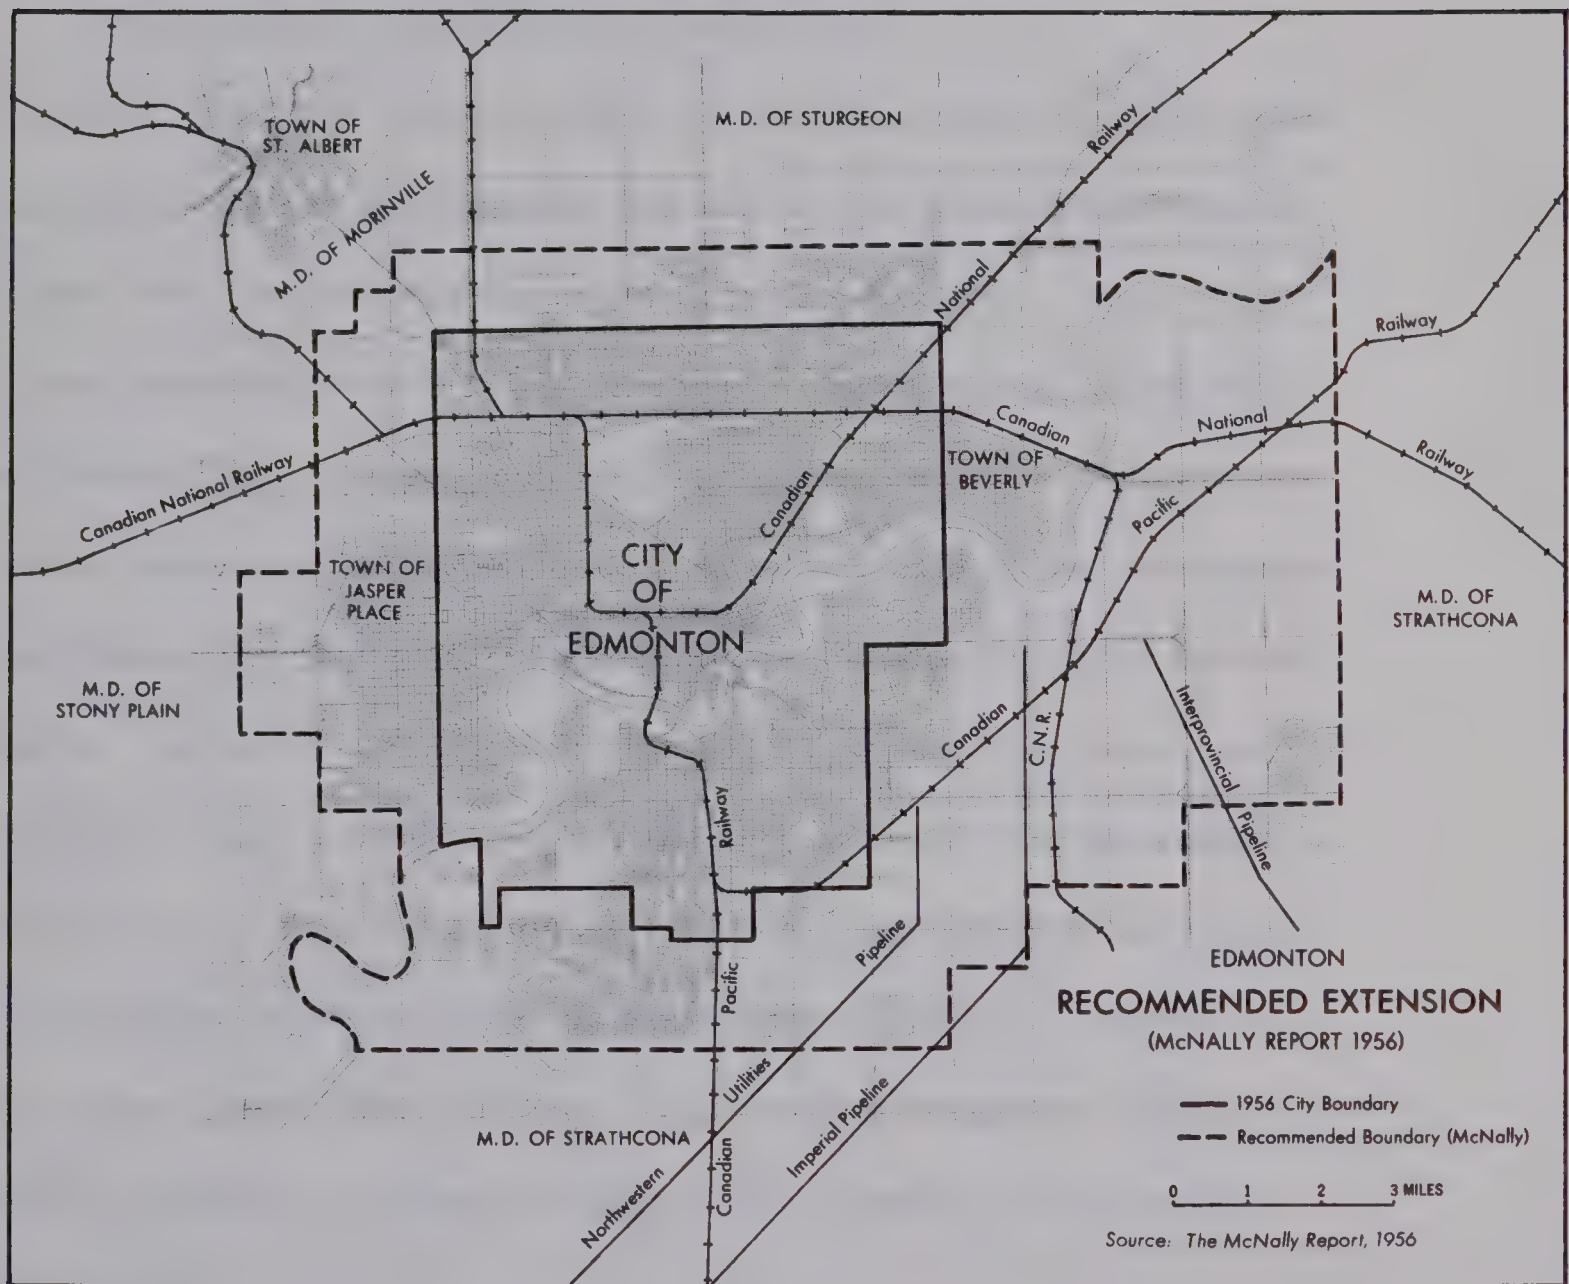 TOWN OF
ST. ALBERT
M.D. OF STURGEON
Railway
M.D. OF MORINVILLE
National
Railway
Canadian
National
Railway
TOWN OF
BEVERLY
Canadian National Railway
Canadian
Pacific
CITY
OF
EDMONTON
TOWN OF
JASPER
PLACE
M.D. OF
STRATHCONA
M.D. OF
STONY PLAIN
Canadian
C.N.R.
Interprovincial
Pipeline
Railway
Pipeline
Pacific
Utilities
Imperial Pipeline
M.D. OF STRATHCONA
Canadian
Northwestern
EDMONTON
RECOMMENDED EXTENSION
(McNALLY REPORT 1956)
1956 City Boundary
Recommended Boundary (McNally)
0 1 2 3 MILES
Source: The McNally Report, 1956